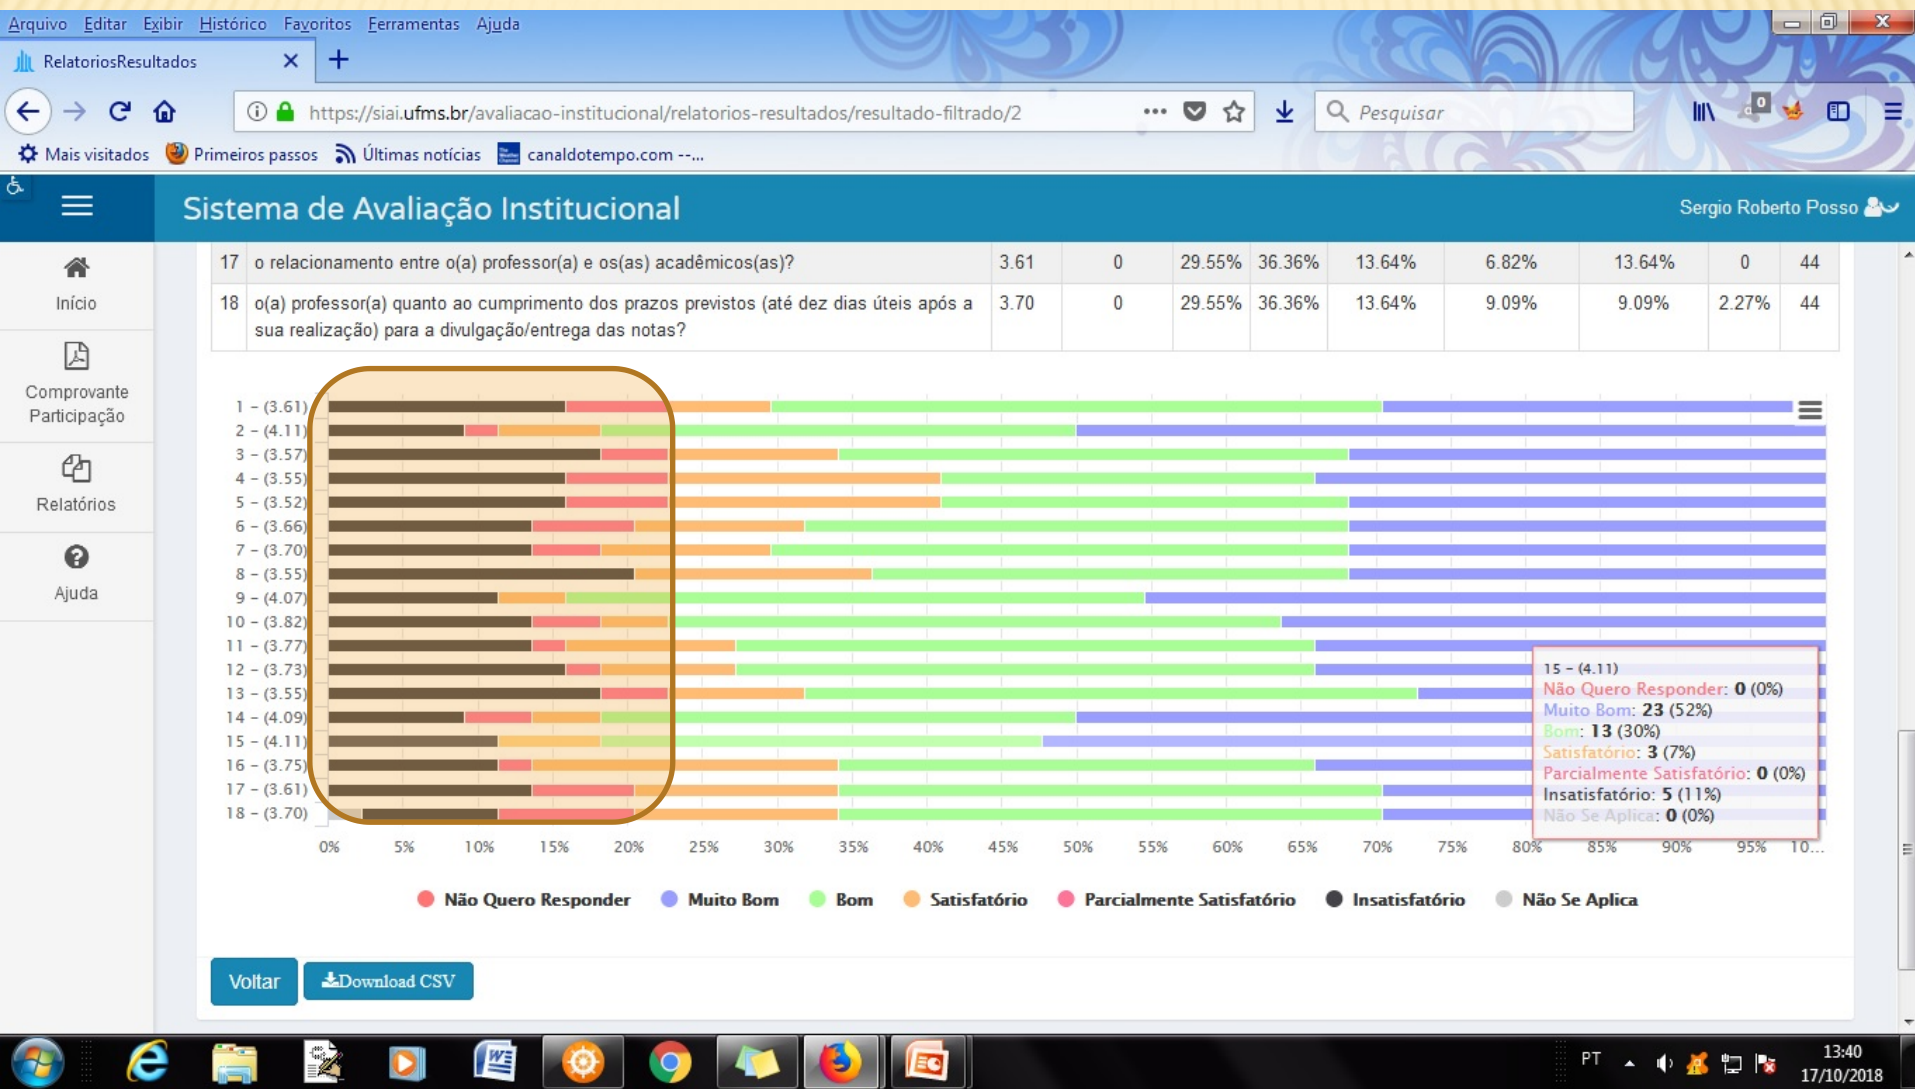 Arquivo Editar Exibir Histórico Favoritos Ferramentas Ajuda
RelatoriosResultados
https://siai.ufms.br/avaliacao-institucional/relatorios-resultados/resultado-filtrado/2
Pesquisar
0
Mais visitados Primeiros passos Últimas notícias canaldotempo.com --...
Sistema de Avaliação Institucional
Sergio Roberto Posso
Início
Comprovante
Participação
Relatórios
Ajuda
17 o relacionamento entre o(a) professor(a) e os(as) acadêmicos(as)? 3.61 0 29.55% 36.36% 13.64% 6.82% 13.64% 0 44
18 o(a) professor(a) quanto ao cumprimento dos prazos previstos (até dez dias úteis após a 3.70 0 29.55% 36.36% 13.64% 9.09% 9.09% 2.27% 44
sua realização) para a divulgação/entrega das notas?
1 - (3.61)
2 - (4.11)
3 - (3.57)
4 - (3.55)
5 - (3.52)
6 - (3.66)
7 - (3.70)
8 - (3.55)
9 - (4.07)
10 - (3.82)
11 - (3.77)
12 - (3.73)
13 - (3.55)
14 - (4.09)
15 - (4.11)
16 - (3.75)
17 - (3.61)
18 - (3.70)
15 - (4.11)
Não Quero Responder: 0 (0%)
Muito Bom: 23 (52%)
Bom: 13 (30%)
Satisfatório: 3 (7%)
Parcialmente Satisfatório: 0 (0%)
Insatisfatório: 5 (11%)
Não Se Aplica: 0 (0%)
0% 5% 10% 15% 20% 25% 30% 35% 40% 45% 50% 55% 60% 65% 70% 75% 80% 85% 90% 95% 10...
Não Quero Responder Muito Bom Bom Satisfatório Parcialmente Satisfatório Insatisfatório Não Se Aplica
Voltar Download CSV
PT
13:40
17/10/2018